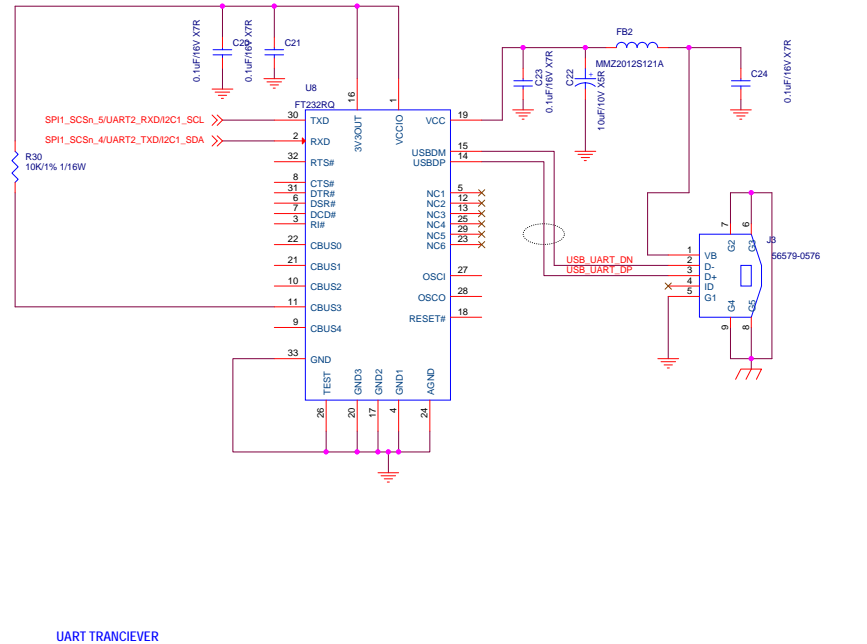 0.1uF/16V X7R
C20
0.1uF/16V X7R
C21
FB2
MMZ2012S121A
C23
0.1uF/16V X7R
C22
10uF/10V X5R
C24
0.1uF/16V X7R
U8
FT232RQ
SPI1_SCSn_5/UART2_RXD/I2C1_SCL
SPI1_SCSn_4/UART2_TXD/I2C1_SDA
R30
10K/1% 1/16W
30 TXD
2 RXD
32 RTS#
8 CTS#
31 DTR#
6 DSR#
7 DCD#
3 RI#
22 CBUS0
21 CBUS1
10 CBUS2
11 CBUS3
9 CBUS4
33 GND
16 3V3OUT
1 VCCIO
VCC 19
USBDM 15
USBDP 14
NC1 5
NC2 12
NC3 13
NC4 25
NC5 29
NC6 23
OSCI 27
OSCO 28
RESET# 18
TEST 26
GND3 20
GND2 17
GND1 4
AGND 24
USB_UART_DN
USB_UART_DP
J3
56579-0576
1 VB
2 D-
3 D+
4 ID
5 G1
7 G2
6 G3
9 G4
8 G5
UART TRANCIEVER